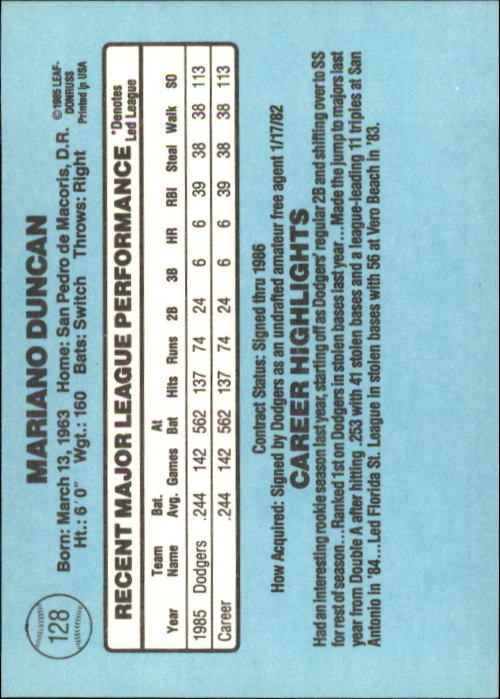 128
MARIANO DUNCAN
©1985 LEAF-
DONRUSS
Printed in USA
Born: March 13, 1963 Home: San Pedro de Macoris, D.R.
Ht.: 6'0" Wgt.: 160 Bats: Switch Throws: Right
RECENT MAJOR LEAGUE PERFORMANCE
*Denotes
Led League
Year Team Name Bat. Avg. Games At Bat Hits Runs 2B 3B HR RBI Steal Walk SO
1985 Dodgers .244 142 562 137 74 24 6 6 39 38 38 113
Career .244 142 562 137 74 24 6 6 39 38 38 113
Contract Status: Signed thru 1986
How Acquired: Signed by Dodgers as an undrafted amateur free agent 1/17/82
CAREER HIGHLIGHTS
Had an interesting rookie season last year, starting off as Dodgers' regular 2B and shifting over to SS
for rest of season...Ranked 1st on Dodgers in stolen bases last year...Made the jump to majors last
year from Double A after hitting .253 with 41 stolen bases and a league-leading 11 triples at San
Antonio in '84...Led Florida St. League in stolen bases with 56 at Vero Beach in '83.